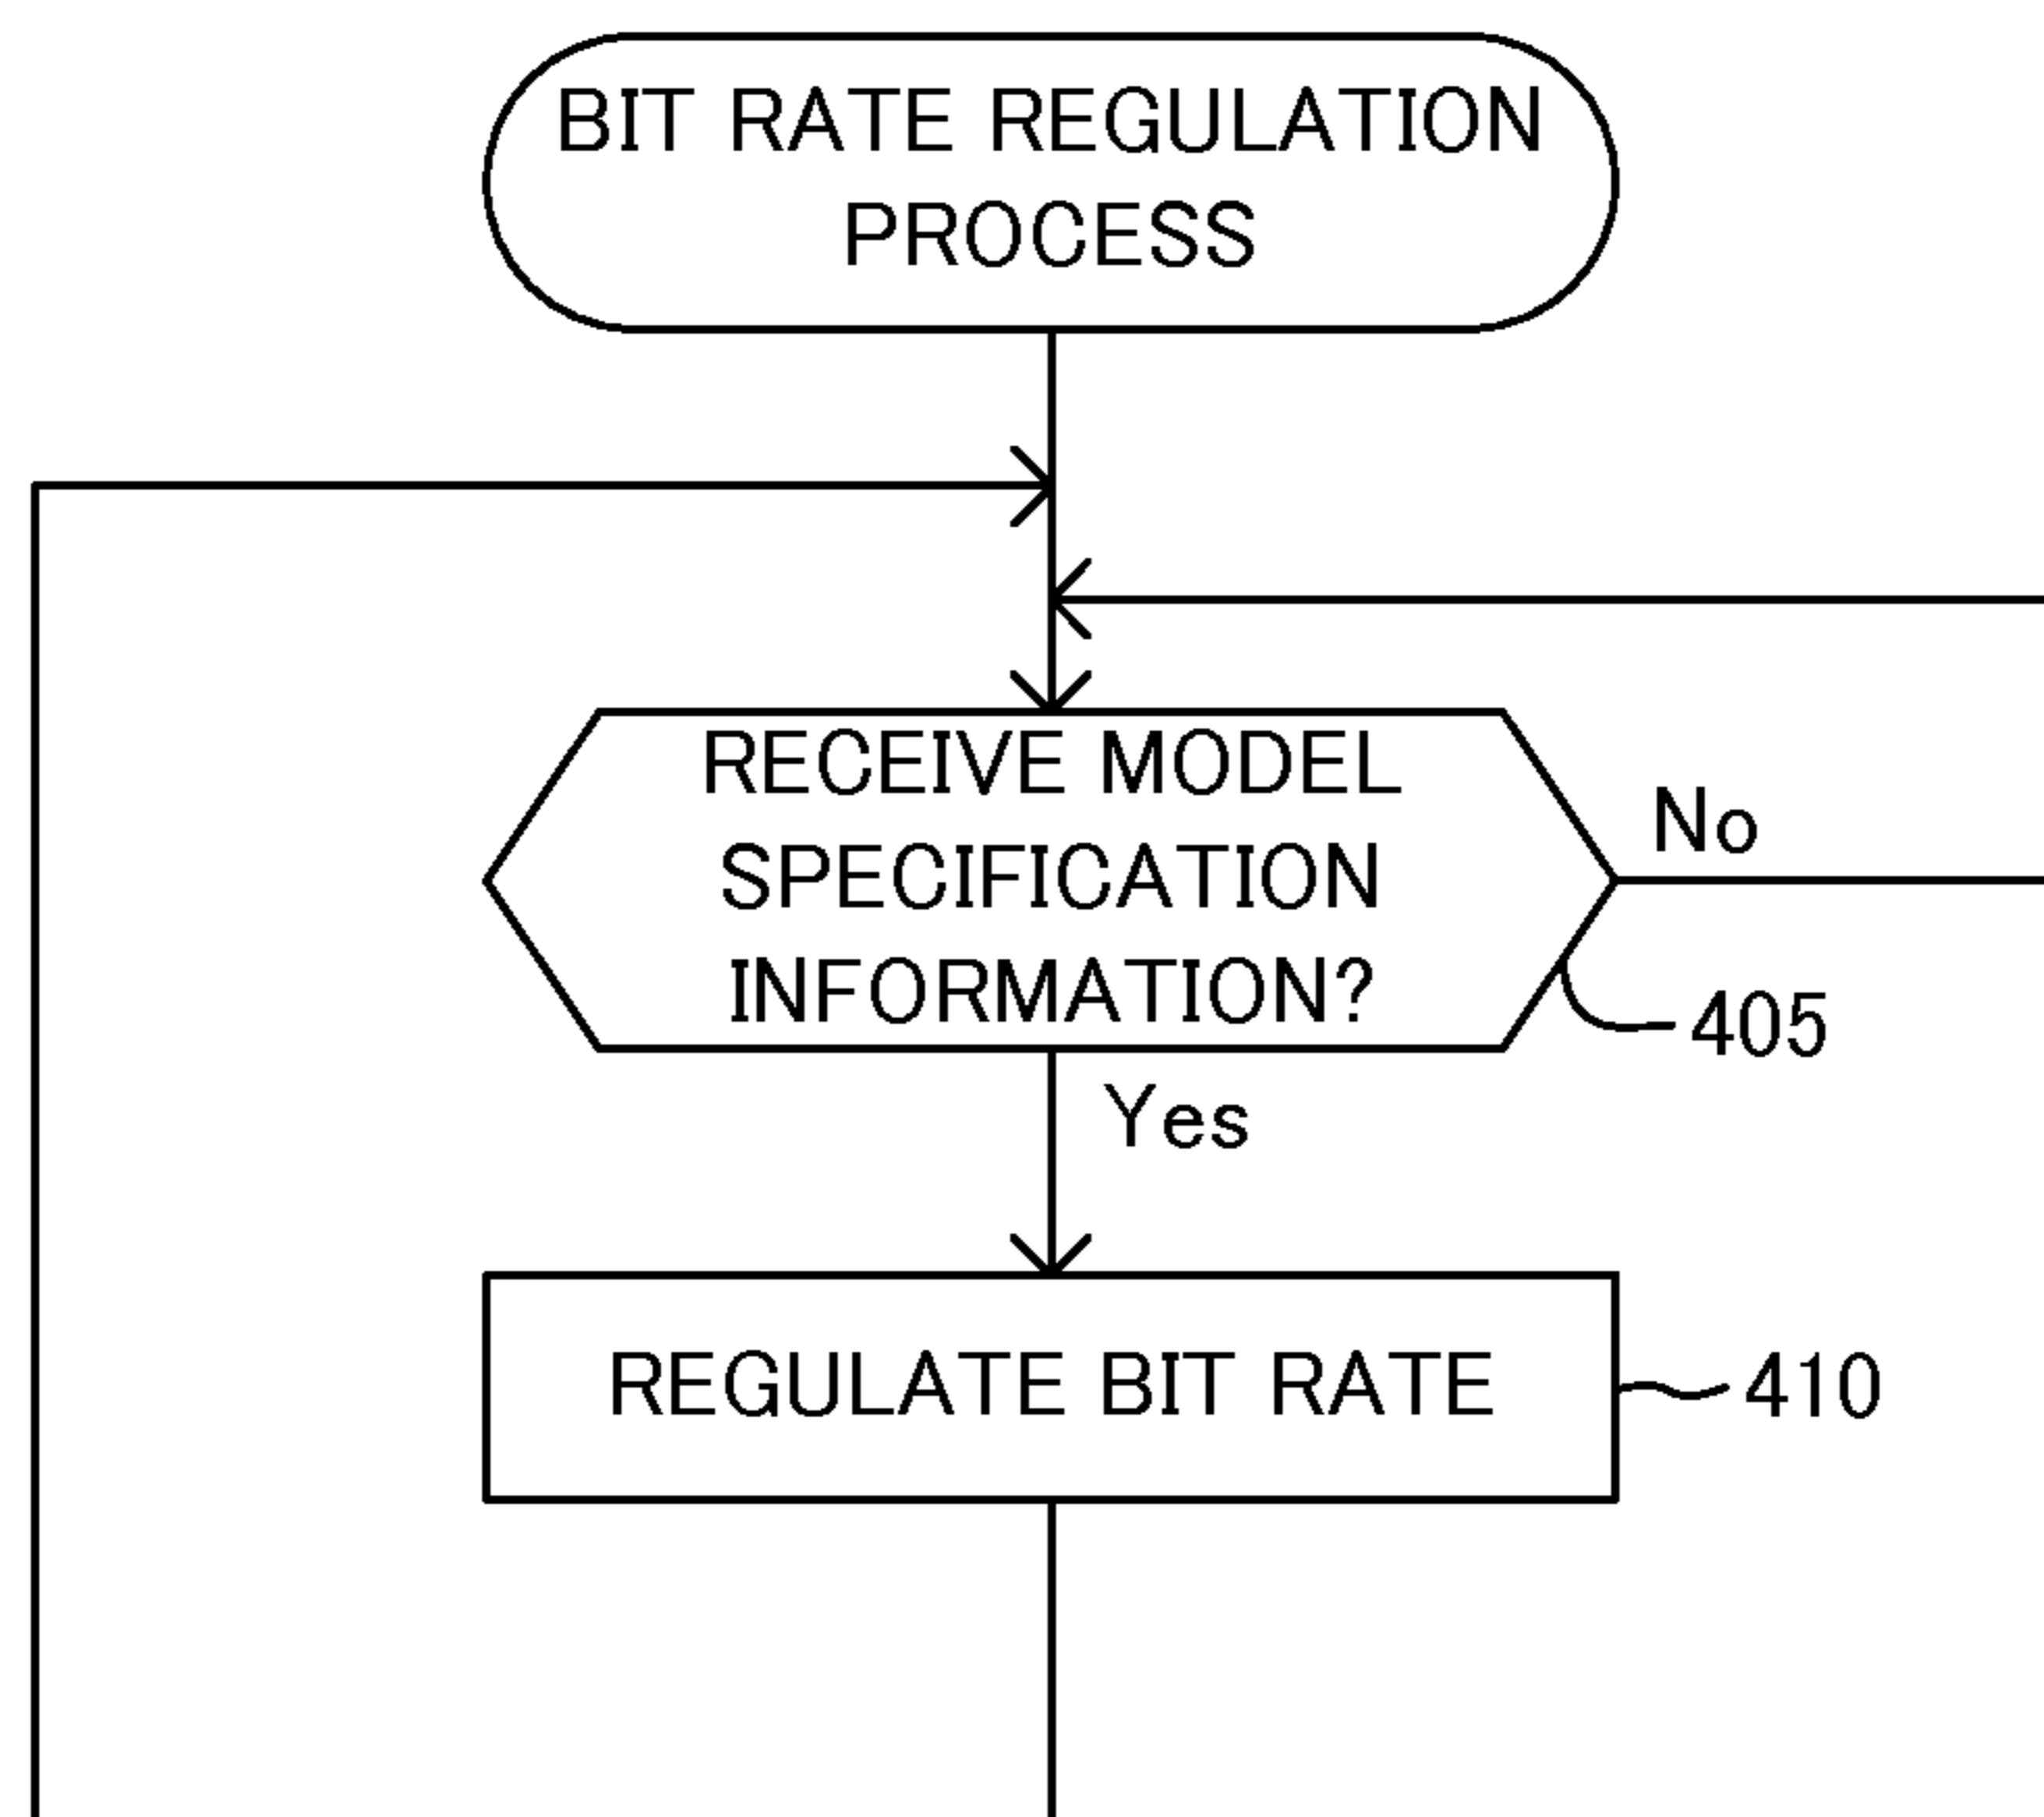 BIT RATE REGULATION
PROCESS
RECEIVE MODEL
SPECIFICATION
INFORMATION?
No
405
Yes
REGULATE BIT RATE
410